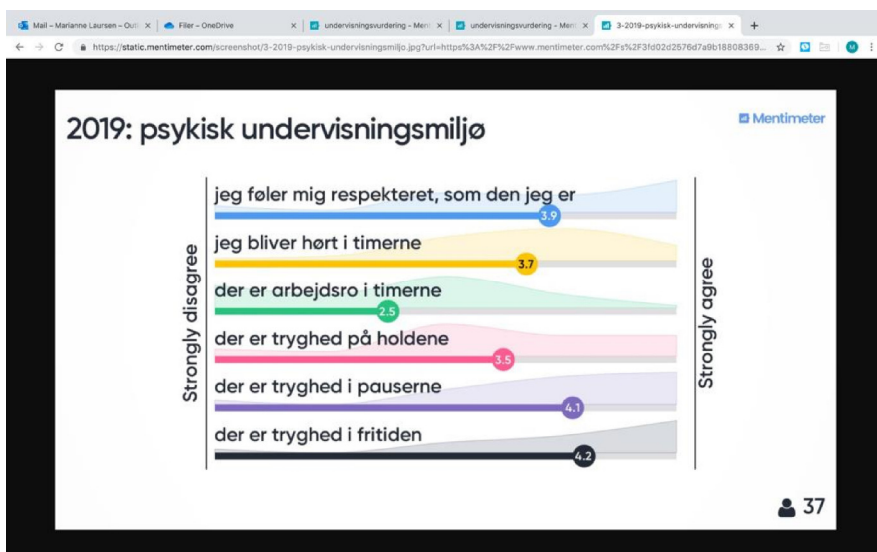 Mail – Marianne Laursen – Out
Filer – OneDrive
undervisningsvurdering – Ment
undervisningsvurdering – Ment
3-2019-psykisk-undervisnings
https://static.mentimeter.com/screenshot/3-2019-psykisk-undervisningsmiljo.jpg?url=https%3A%2F%2Fwww.mentimeter.com%2Fs%2F3fd02d2576d7a9b18808369...
M
2019: psykisk undervisningsmiljø
Mentimeter
Strongly disagree
jeg føler mig respekteret, som den jeg er
3.9
jeg bliver hørt i timerne
3.7
der er arbejdsro i timerne
2.5
der er tryghed på holdene
3.5
der er tryghed i pauserne
4.1
der er tryghed i fritiden
4.2
Strongly agree
37